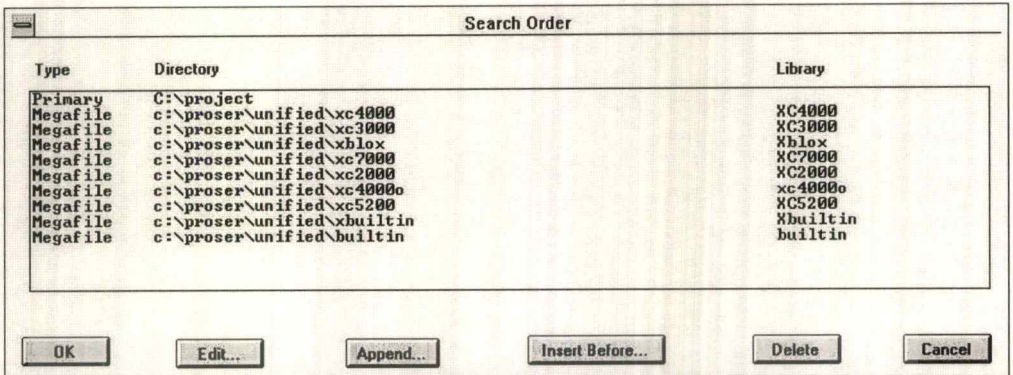 Search Order
Type Directory Library
Primary C:\project
Megafile c:\proser\unified\xc4000 XC4000
Megafile c:\proser\unified\xc3000 XC3000
Megafile c:\proser\unified\xblox Xblox
Megafile c:\proser\unified\xc7000 XC7000
Megafile c:\proser\unified\xc2000 XC2000
Megafile c:\proser\unified\xc4000o xc4000o
Megafile c:\proser\unified\xc5200 XC5200
Megafile c:\proser\unified\xbuiltin Xbuiltin
Megafile c:\proser\unified\builtin builtin
OK Edit... Append... Insert Before... Delete Cancel